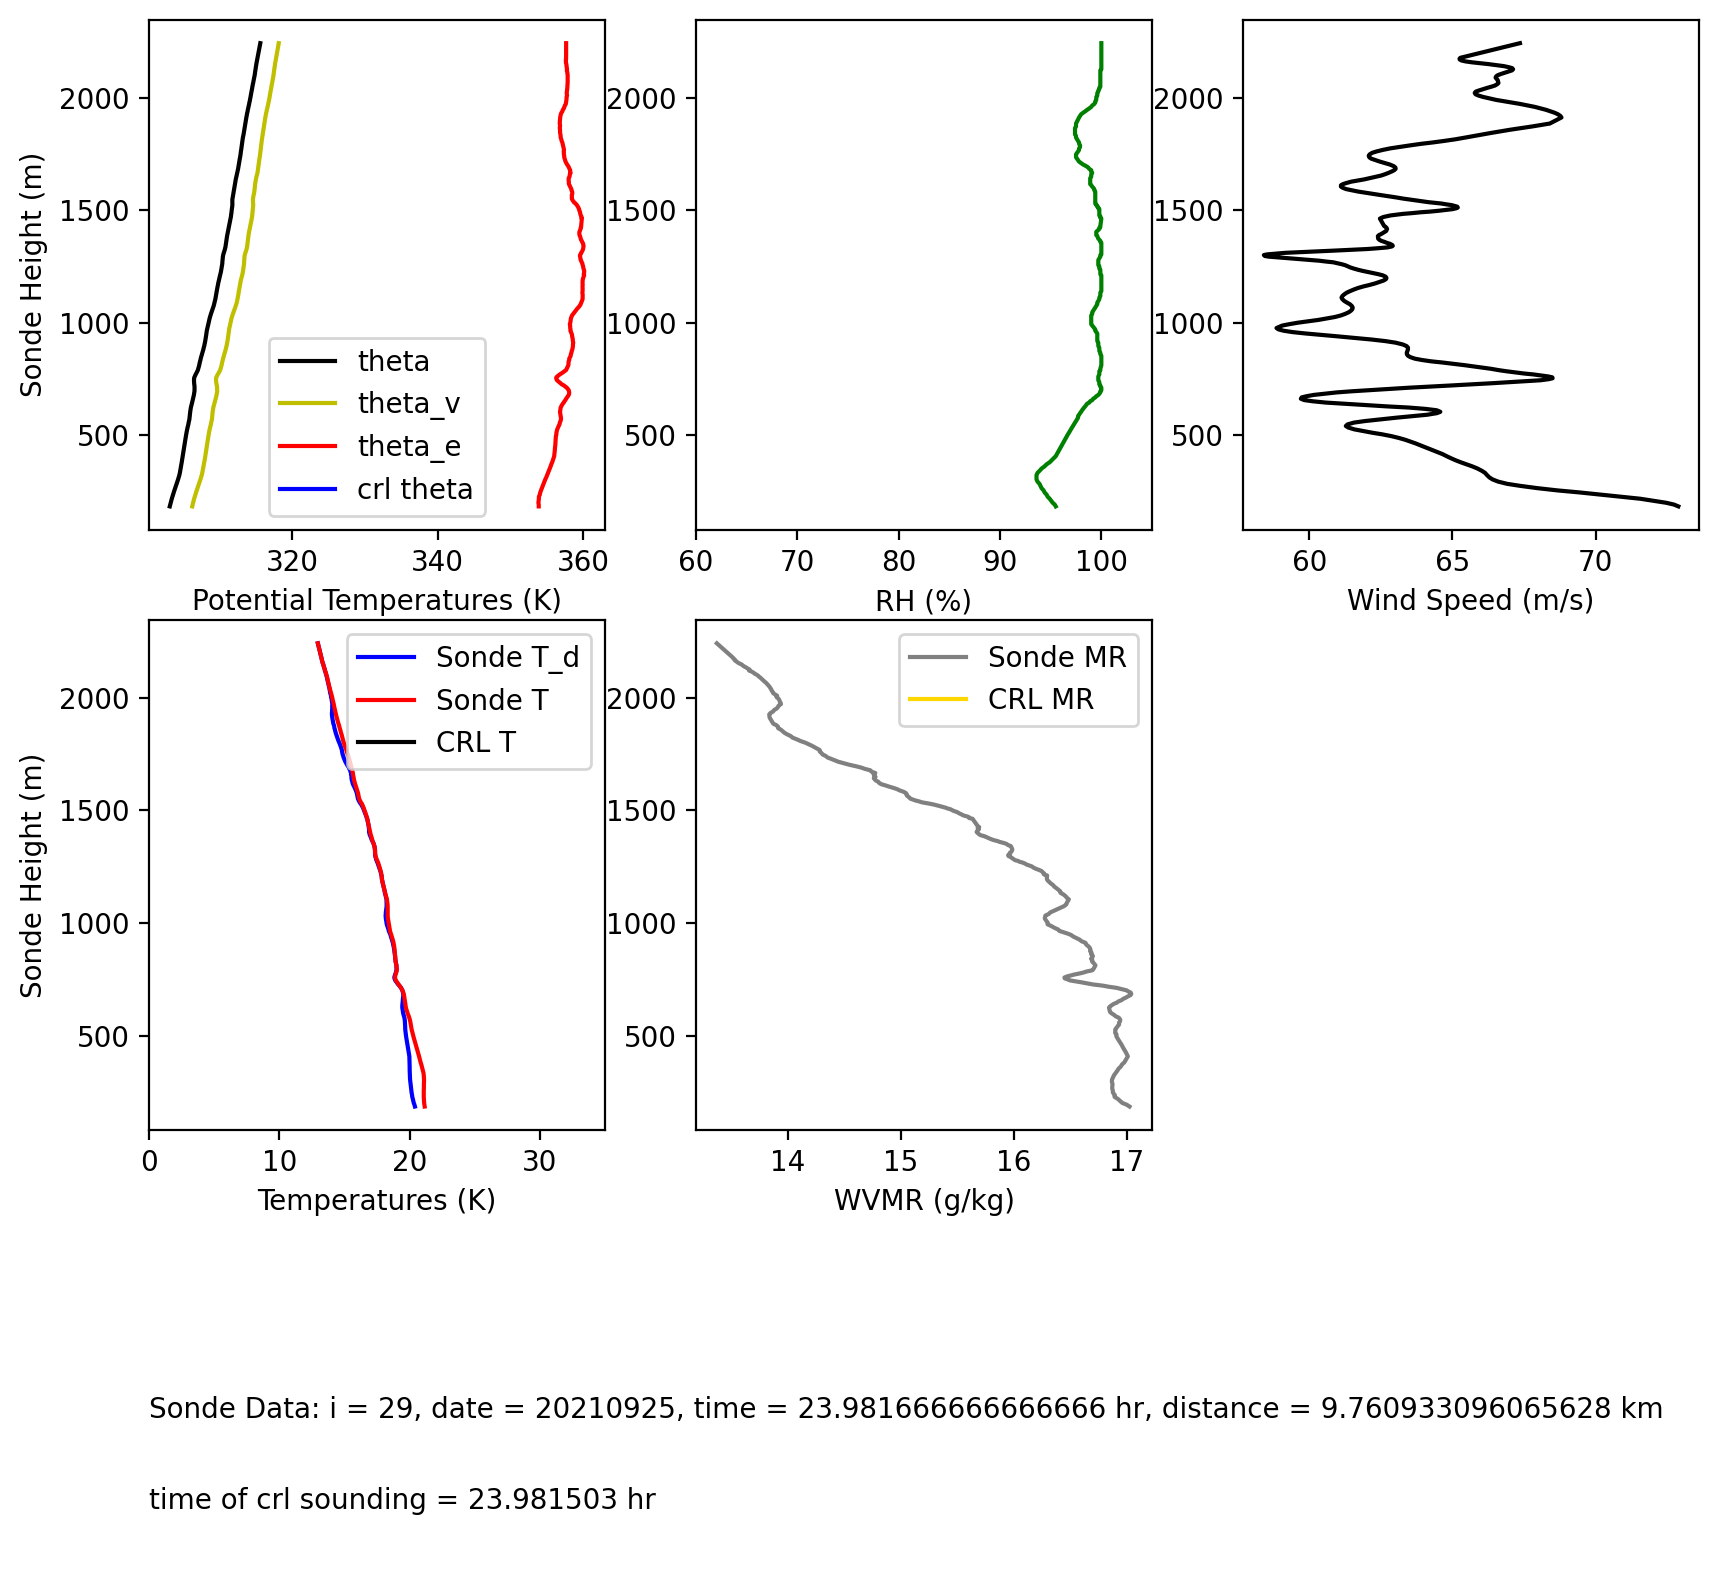 Sonde Height (m)
2000
1500
1000
500
theta
theta_v
theta_e
crl theta
320
340
360
Potential Temperatures (K)
2000
1500
1000
500
60
70
80
90
100
RH (%)
2000
1500
1000
500
60
65
70
Wind Speed (m/s)
Sonde Height (m)
2000
1500
1000
500
Sonde T_d
Sonde T
CRL T
0
10
20
30
Temperatures (K)
2000
1500
1000
500
Sonde MR
CRL MR
14
15
16
17
WVMR (g/kg)
Sonde Data: i = 29, date = 20210925, time = 23.981666666666666 hr, distance = 9.760933096065628 km
time of crl sounding = 23.981503 hr